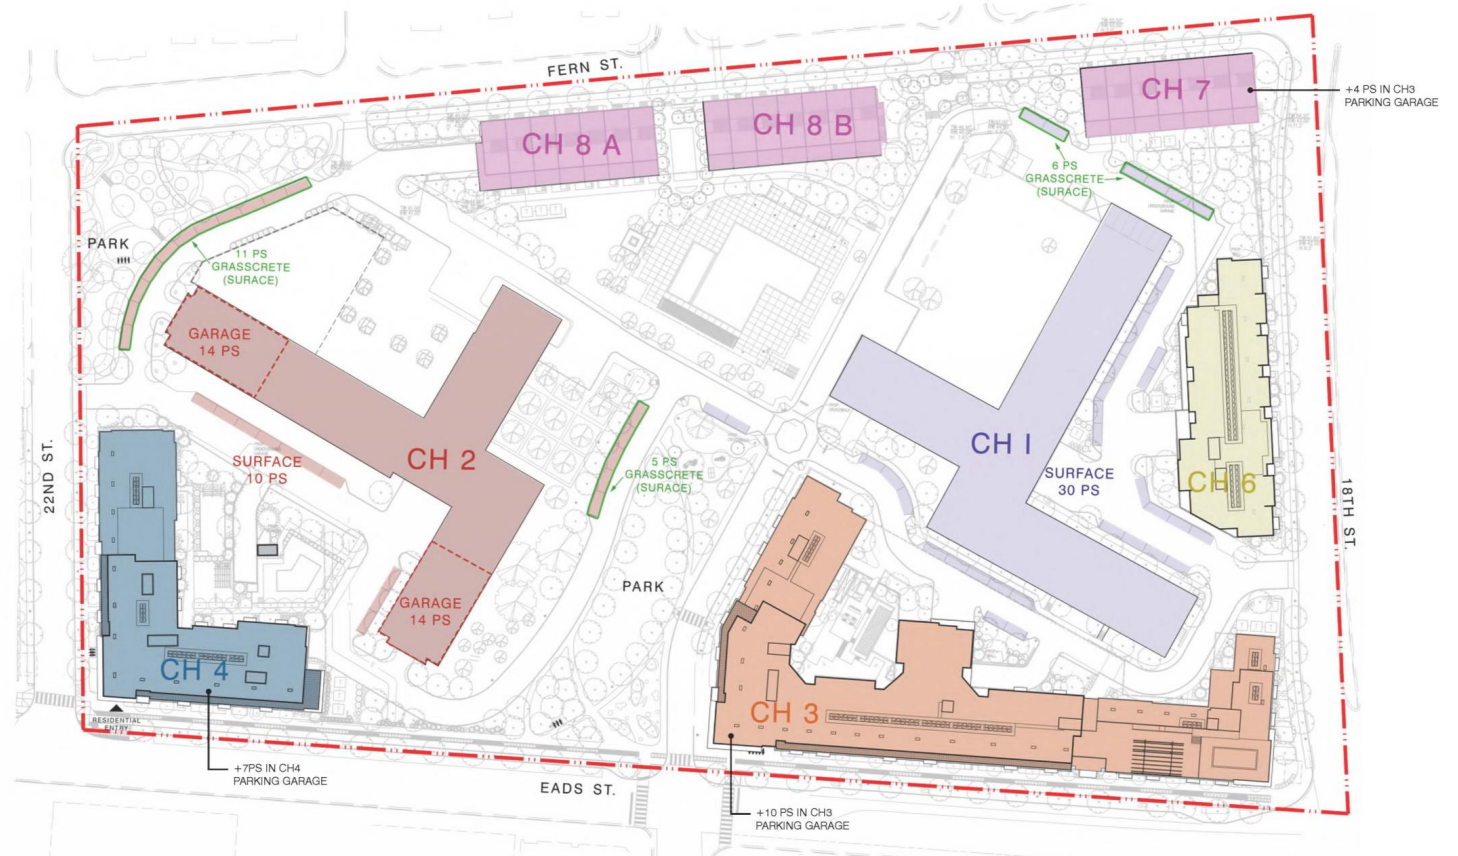 FERN ST.
CH 7
+4 PS IN CH3
PARKING GARAGE
CH 8 A
CH 8 B
6 PS
GRASSCRETE
(SURACE)
PARK
11 PS
GRASSCRETE
(SURACE)
GARAGE
14 PS
CH 2
CH I
SURFACE
30 PS
CH 6
SURFACE
10 PS
5 PS
GRASSCRETE
(SURACE)
22ND ST.
18TH ST.
PARK
GARAGE
14 PS
CH 4
CH 3
RESIDENTIAL
ENTRY
+7PS IN CH4
PARKING GARAGE
EADS ST.
+10 PS IN CH3
PARKING GARAGE